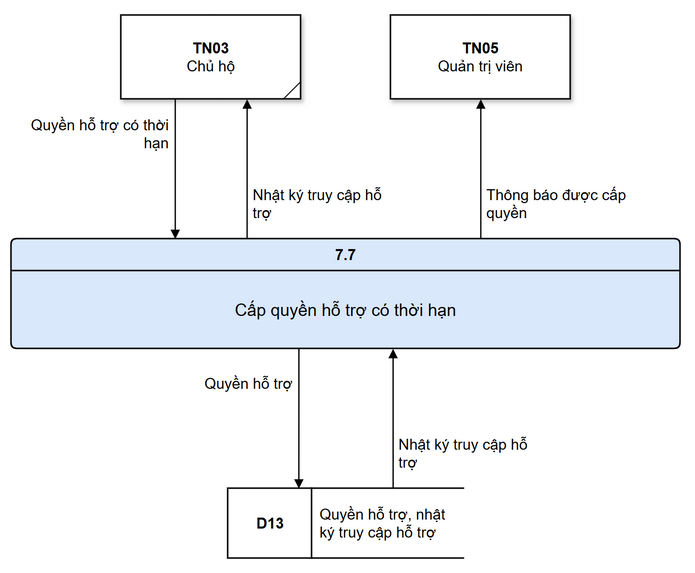 TN03
Chủ hộ
TN05
Quản trị viên
Quyền hỗ trợ có thời
hạn
Nhật ký truy cập hỗ
trợ
Thông báo được cấp
quyền
7.7
Cấp quyền hỗ trợ có thời hạn
Quyền hỗ trợ
Nhật ký truy cập hỗ
trợ
D13
Quyền hỗ trợ, nhật
ký truy cập hỗ trợ